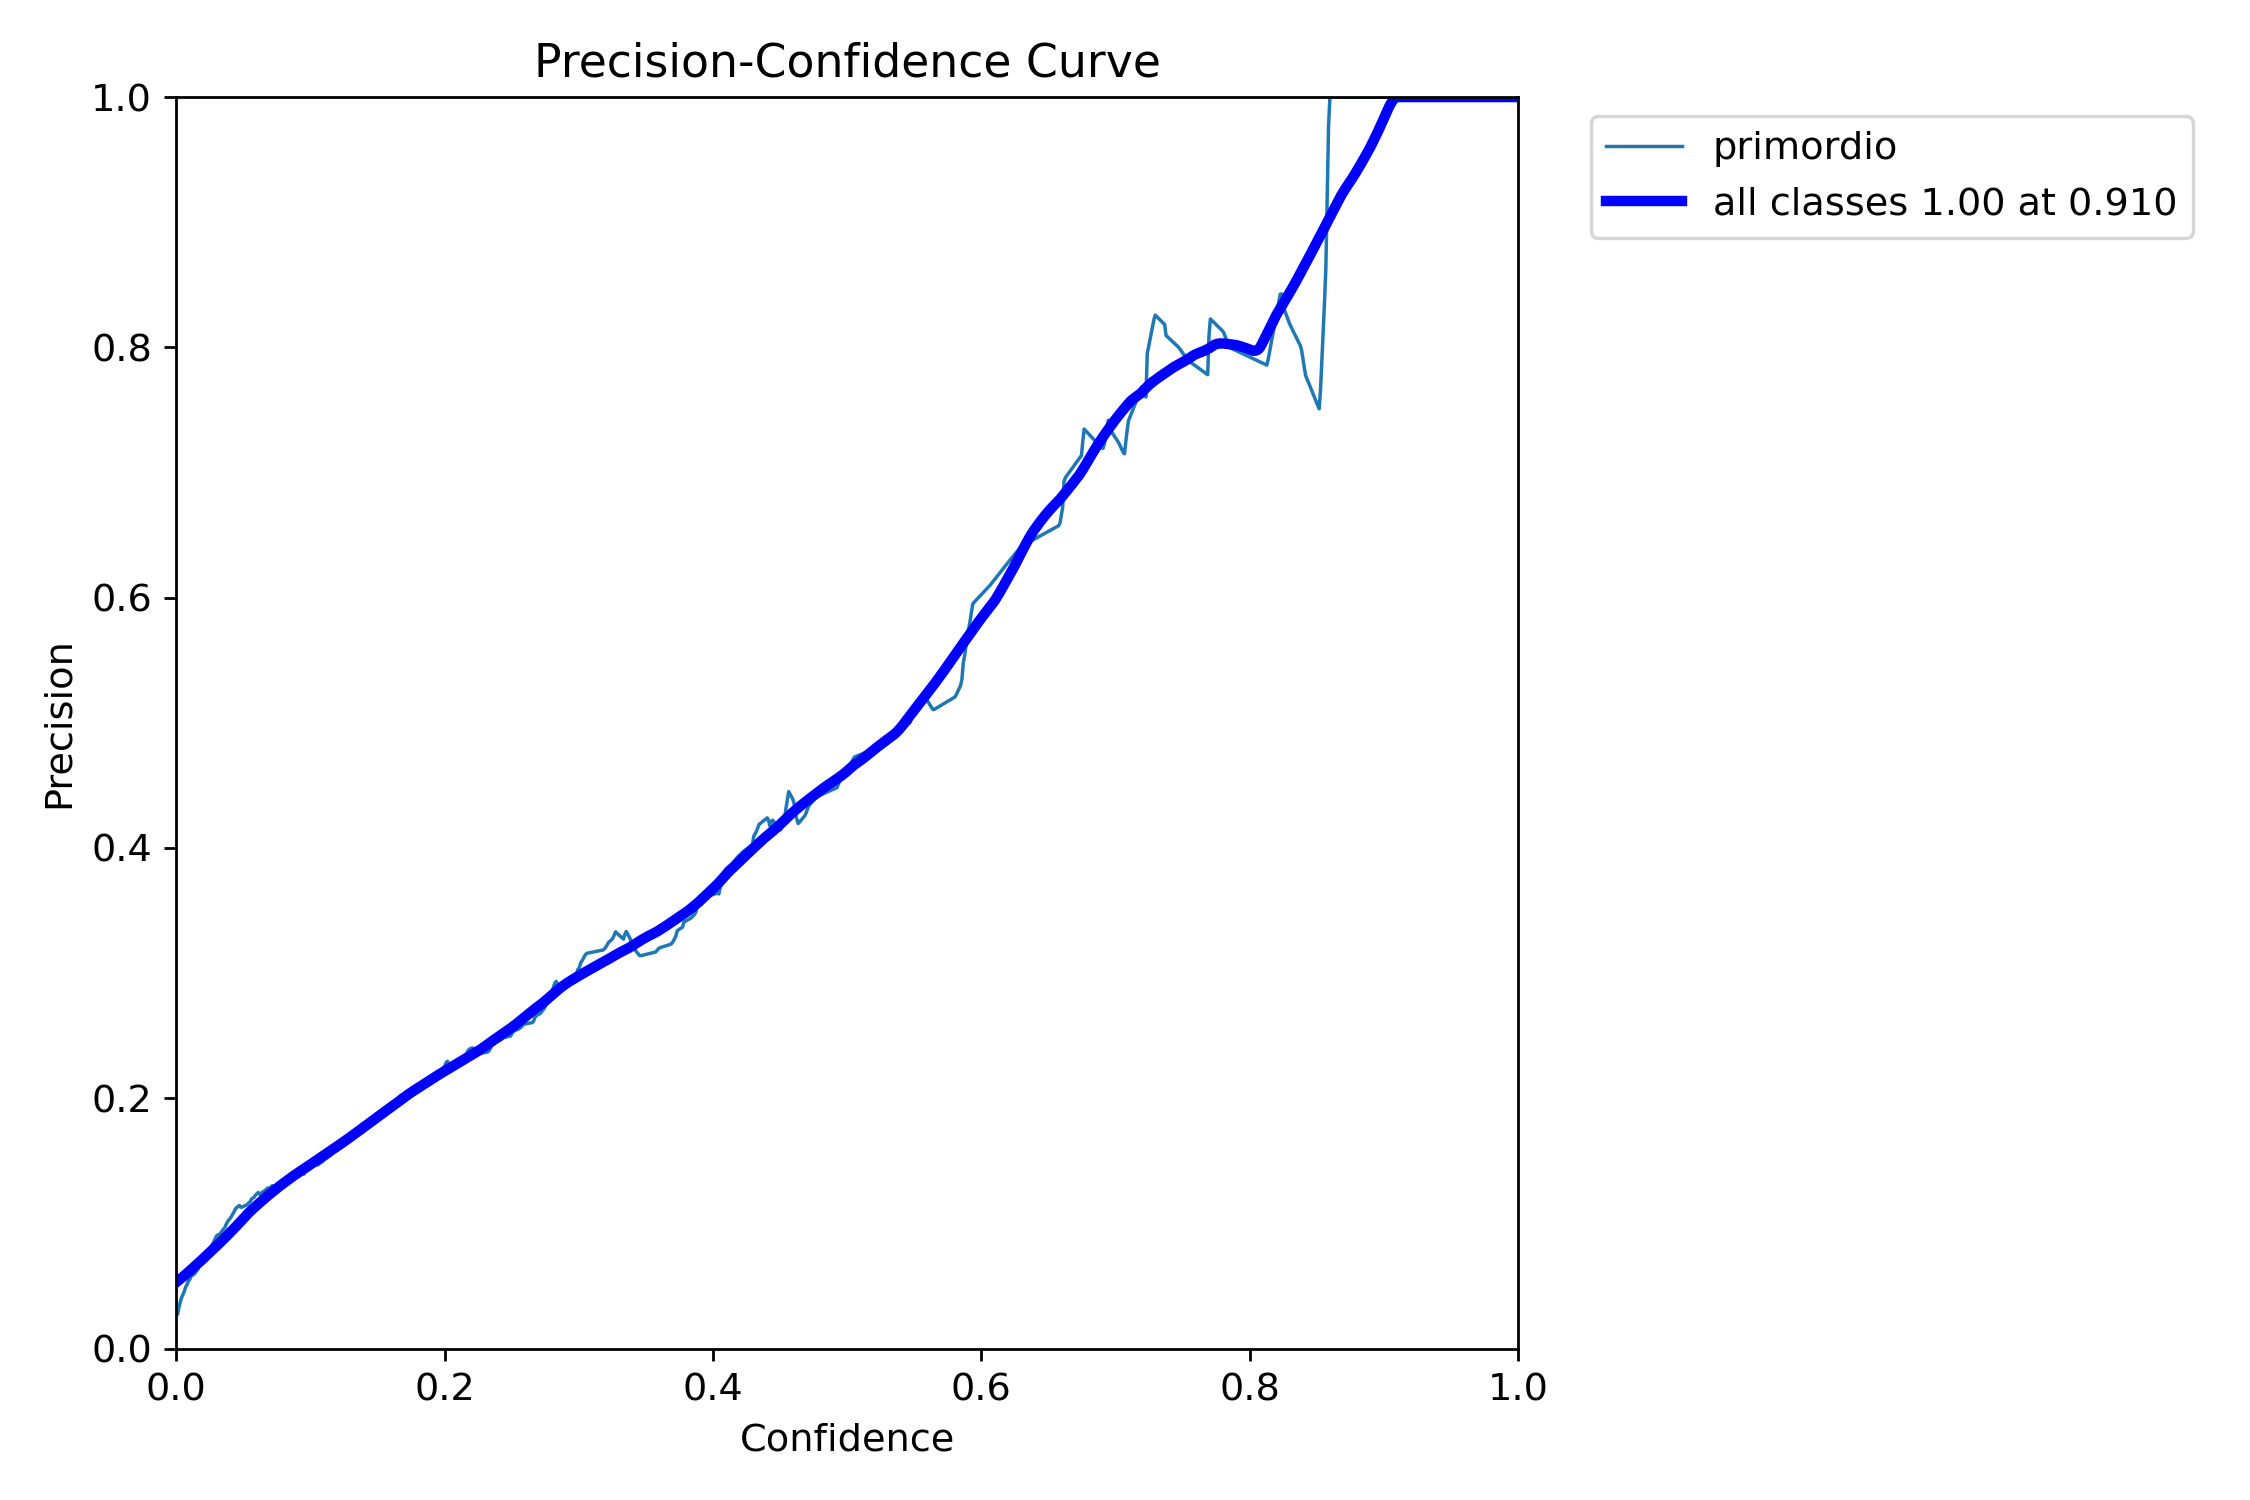 Precision-Confidence Curve
primordio
all classes 1.00 at 0.910
Precision
1.0
0.8
0.6
0.4
0.2
0.0
0.0 0.2 0.4 0.6 0.8 1.0
Confidence